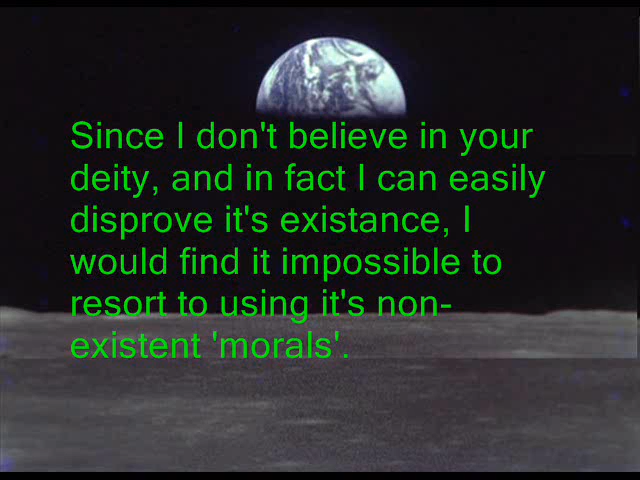 Since I don't believe in your
deity, and in fact I can easily
disprove it's existance, I
would find it impossible to
resort to using it's non-
existent 'morals'.